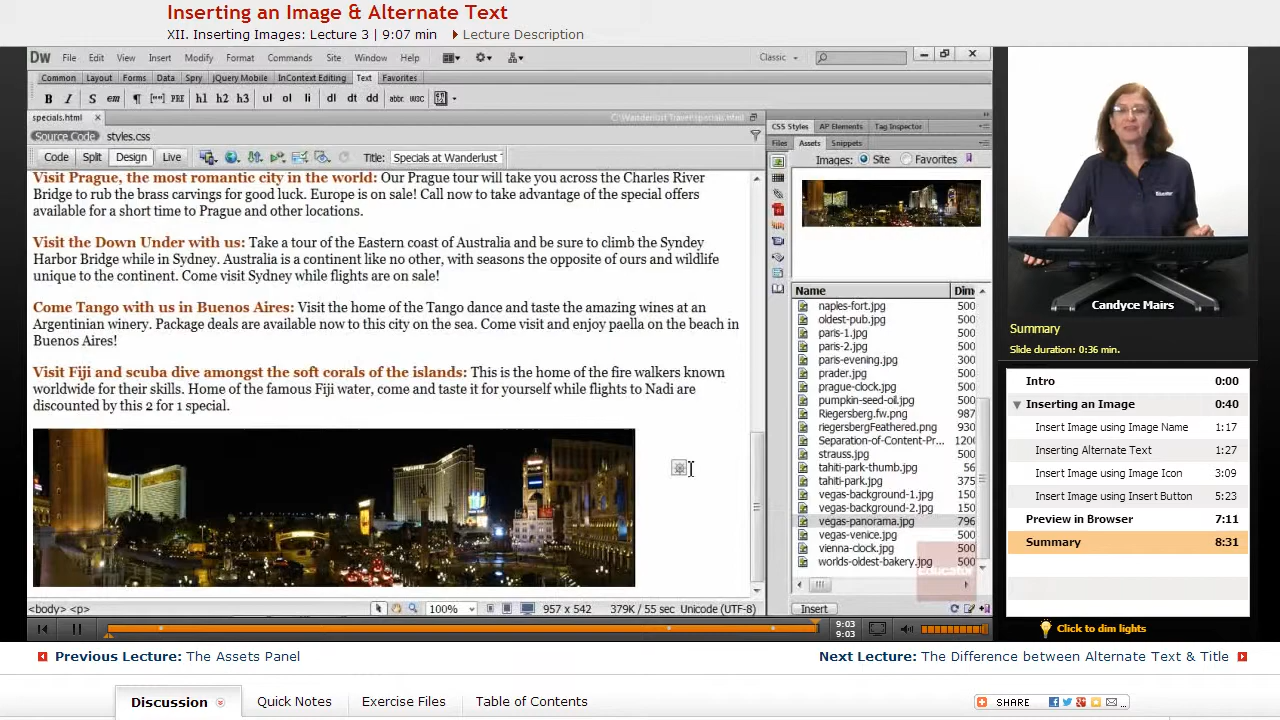 Inserting an Image & Alternate Text
XII. Inserting Images: Lecture 3 | 9:07 min
Lecture Description
DW File Edit View Insert Modify Format Commands Site Window Help
Classic
Common Layout Forms Data Spry jQuery Mobile InContext Editing Text Favorites
B I S em ¶ [""] PRE h1 h2 h3 ul ol li dl dt dd abbr. W3C
specials.html
C:\Wanderlust Travel\specials.html
Source Code styles.css
Code Split Design Live
Title: Specials at Wanderlust
Visit Prague, the most romantic city in the world: Our Prague tour will take you across the Charles River
Bridge to rub the brass carvings for good luck. Europe is on sale! Call now to take advantage of the special offers
available for a short time to Prague and other locations.
Visit the Down Under with us: Take a tour of the Eastern coast of Australia and be sure to climb the Syndey
Harbor Bridge while in Sydney. Australia is a continent like no other, with seasons the opposite of ours and wildlife
unique to the continent. Come visit Sydney while flights are on sale!
Come Tango with us in Buenos Aires: Visit the home of the Tango dance and taste the amazing wines at an
Argentinian winery. Package deals are available now to this city on the sea. Come visit and enjoy paella on the beach in
Buenos Aires!
Visit Fiji and scuba dive amongst the soft corals of the islands: This is the home of the fire walkers known
worldwide for their skills. Home of the famous Fiji water, come and taste it for yourself while flights to Nadi are
discounted by this 2 for 1 special.
<body> <p>
100%
957 x 542
379K / 55 sec Unicode (UTF-8)
CSS Styles AP Elements Tag Inspector
Files Assets Snippets
Images: Site Favorites
Name Dim
naples-fort.jpg 500
oldest-pub.jpg 500
paris-1.jpg 500
paris-2.jpg 500
paris-evening.jpg 300
prader.jpg 500
prague-clock.jpg 500
pumpkin-seed-oil.jpg 500
Riegersberg.fw.png 987
riegersbergFeathered.png 936
Separation-of-Content-Pr... 1200
strauss.jpg 500
tahiti-park-thumb.jpg 56
tahiti-park.jpg 375
vegas-background-1.jpg 150
vegas-background-2.jpg 150
vegas-panorama.jpg 796
vegas-venice.jpg 500
vienna-clock.jpg 500
worlds-oldest-bakery.jpg 500
Educator
Insert
Candyce Mairs
Summary
Slide duration: 0:36 min.
Intro 0:00
Inserting an Image 0:40
Insert Image using Image Name 1:17
Inserting Alternate Text 1:27
Insert Image using Image Icon 3:09
Insert Image using Insert Button 5:23
Preview in Browser 7:11
Summary 8:31
9:03
9:03
Click to dim lights
Previous Lecture: The Assets Panel
Next Lecture: The Difference between Alternate Text & Title
Discussion Quick Notes Exercise Files Table of Contents
SHARE